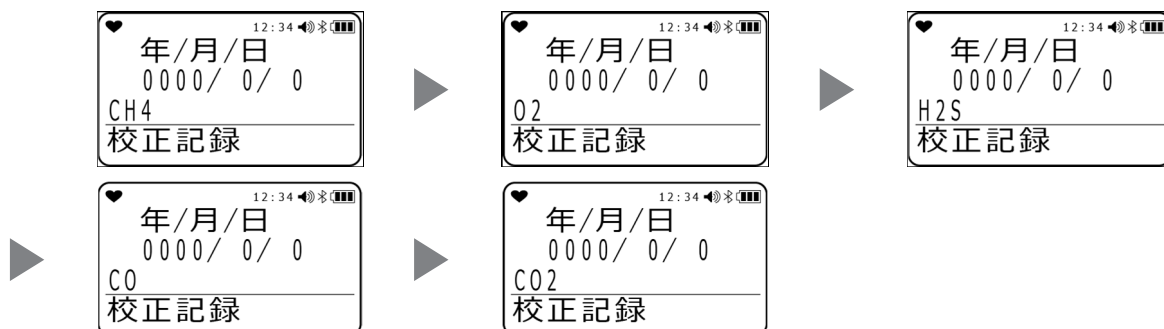 12:34
年/月/日
0000/ 0/ 0
CH4
校正記録
12:34
年/月/日
0000/ 0/ 0
O2
校正記録
12:34
年/月/日
0000/ 0/ 0
H2S
校正記録
12:34
年/月/日
0000/ 0/ 0
CO
校正記録
12:34
年/月/日
0000/ 0/ 0
CO2
校正記録